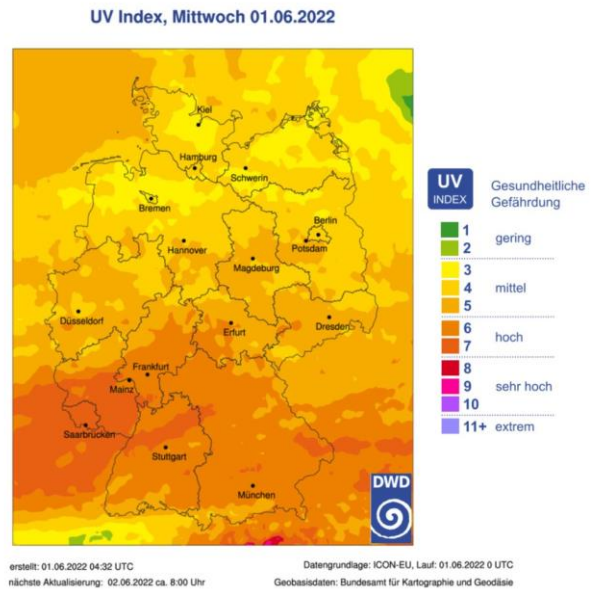 UV Index, Mittwoch 01.06.2022
Kiel
Hamburg
Schwerin
Bremen
Berlin
Hannover
Potsdam
Magdeburg
Düsseldorf
Erfurt
Dresden
Frankfurt
Mainz
Saarbrücken
Stuttgart
München
DWD
UV
INDEX
Gesundheitliche
Gefährdung
1
2
gering
3
4
5
mittel
6
7
hoch
8
9
10
sehr hoch
11+ extrem
erstellt: 01.06.2022 04:32 UTC
nächste Aktualisierung: 02.06.2022 ca. 8:00 Uhr
Datengrundlage: ICON-EU, Lauf: 01.06.2022 0 UTC
Geobasisdaten: Bundesamt für Kartographie und Geodäsie